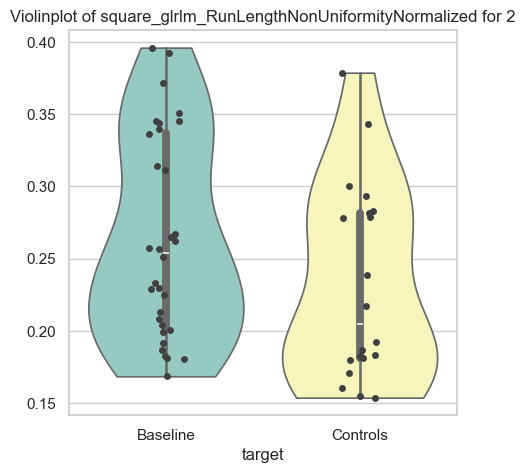 Violinplot of square_glrlm_RunLengthNonUniformityNormalized for 2
0.40
0.35
0.30
0.25
0.20
0.15
Baseline
Controls
target